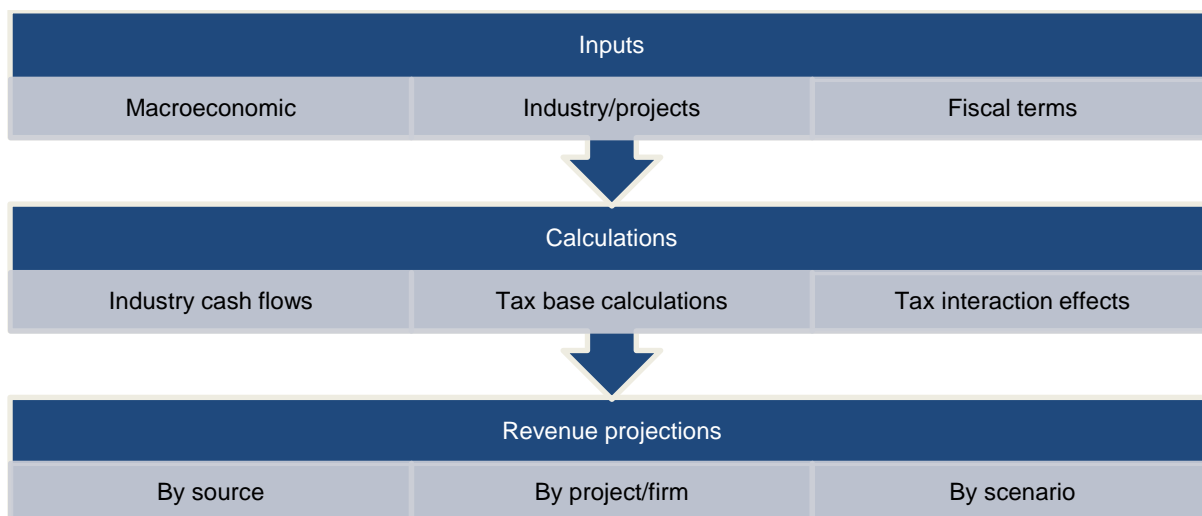 Inputs
Macroeconomic
Industry/projects
Fiscal terms
Calculations
Industry cash flows
Tax base calculations
Tax interaction effects
Revenue projections
By source
By project/firm
By scenario